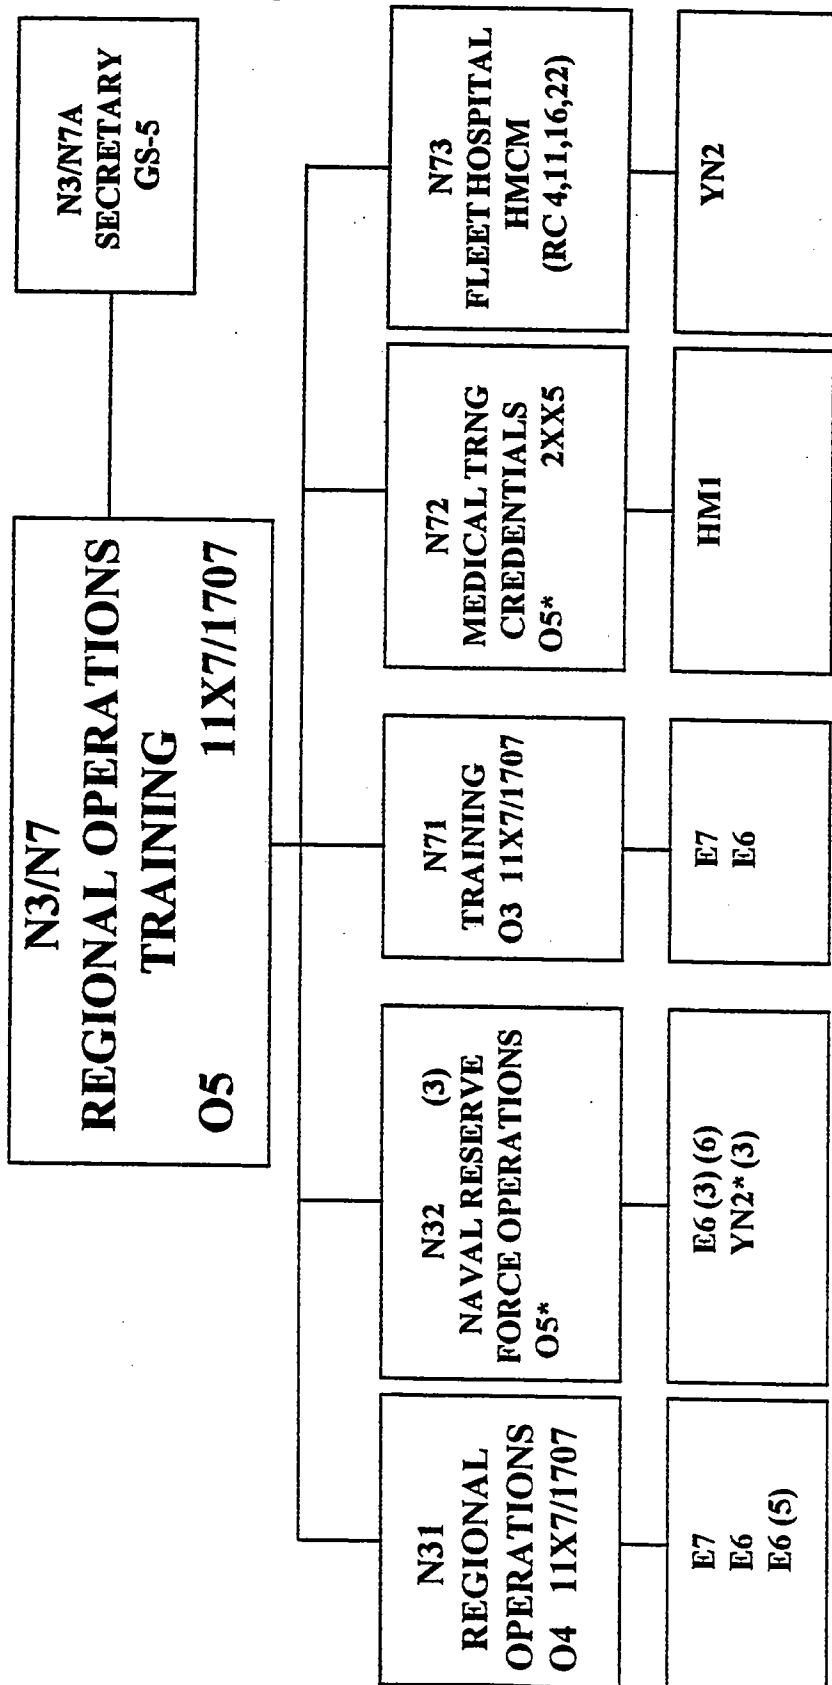 N3/N7
REGIONAL OPERATIONS
TRAINING
O5 11X7/1707
N3/N7A
SECRETARY
GS-5
N31
REGIONAL
OPERATIONS
O4 11X7/1707
N32 (3)
NAVAL RESERVE
FORCE OPERATIONS
O5*
N71
TRAINING
O3 11X7/1707
N72
MEDICAL TRNG
CREDENTIALS
O5* 2XX5
N73
FLEET HOSPITAL
HMCM
(RC 4,11,16,22)
E7
E6
E6 (5)
E6 (3) (6)
YN2* (3)
E7
E6
HM1
YN2